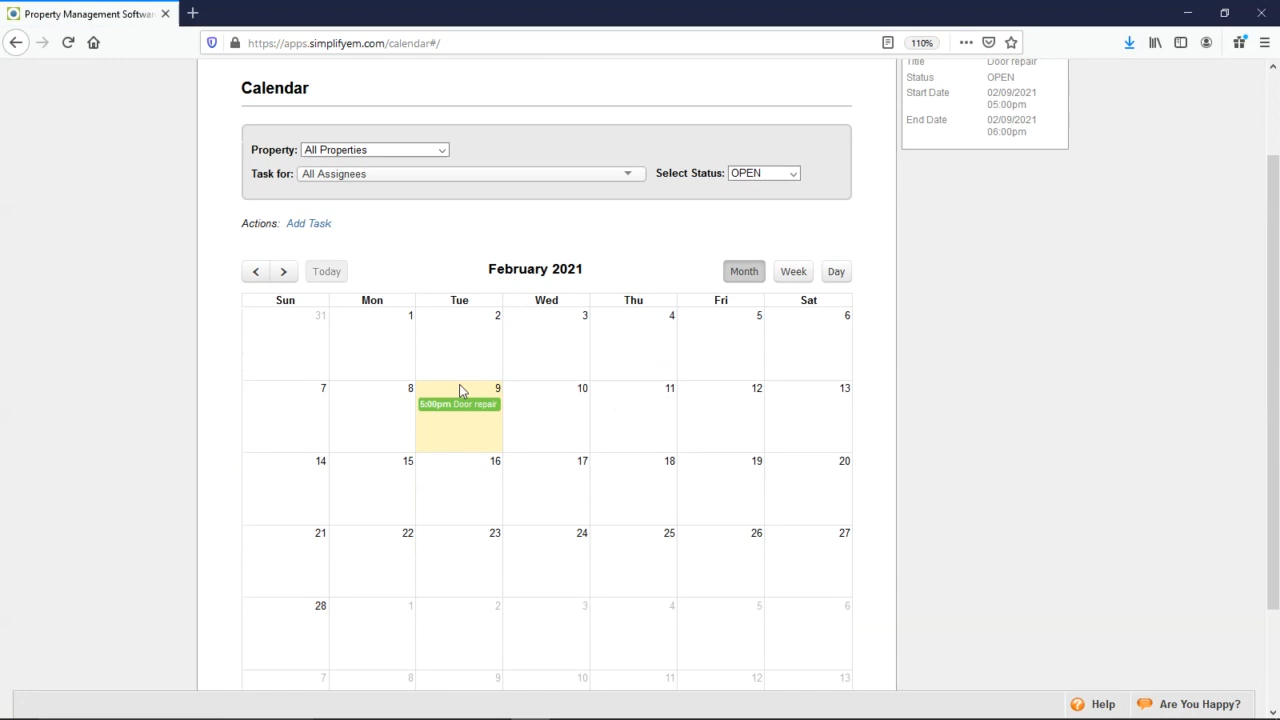 Property Management Softwar
https://apps.simplifyem.com/calendar#/
110%
Title Door repair
Status OPEN
Start Date 02/09/2021
05:00pm
End Date 02/09/2021
06:00pm
Calendar
Property: All Properties
Task for: All Assignees Select Status: OPEN
Actions: Add Task
Today February 2021 Month Week Day
Sun Mon Tue Wed Thu Fri Sat
31 1 2 3 4 5 6
7 8 9 10 11 12 13
5:00pm Door repair
14 15 16 17 18 19 20
21 22 23 24 25 26 27
28 1 2 3 4 5 6
7 8 9 10 11 12 13
Help Are You Happy?